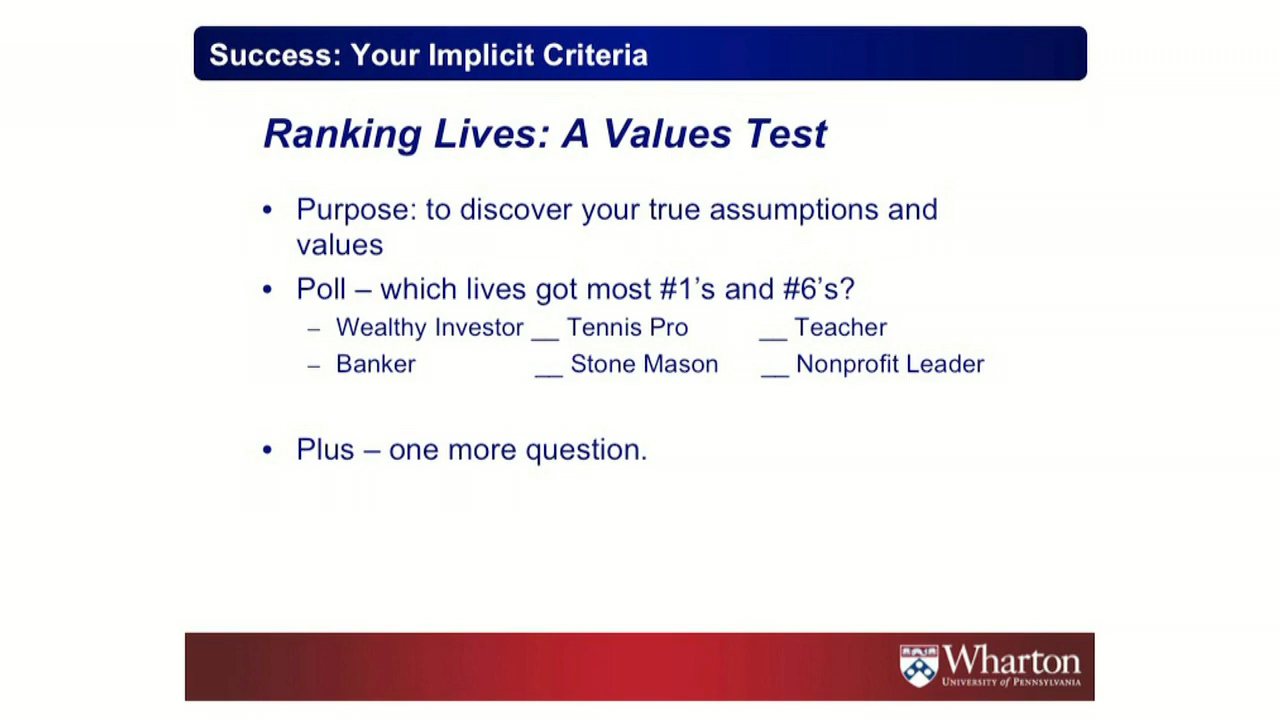 Success: Your Implicit Criteria
Ranking Lives: A Values Test
• Purpose: to discover your true assumptions and
values
• Poll – which lives got most #1's and #6's?
– Wealthy Investor __ Tennis Pro __ Teacher
– Banker __ Stone Mason __ Nonprofit Leader
• Plus – one more question.
Wharton
UNIVERSITY of PENNSYLVANIA